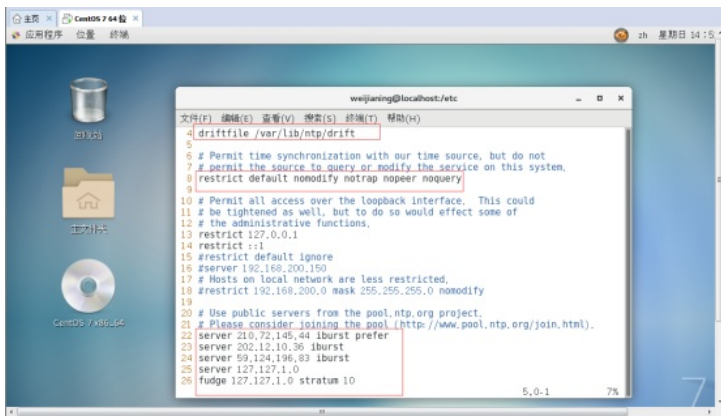 主页
CentOS 7 64 位
应用程序 位置 终端
zh 星期日 14:5
weijianing@localhost:/etc
文件(F) 编辑(E) 查看(V) 搜索(S) 终端(T) 帮助(H)
4 driftfile /var/lib/ntp/drift
5
6 # Permit time synchronization with our time source, but do not
7 # permit the source to query or modify the service on this system.
8 restrict default nomodify notrap nopeer noquery
9
10 # Permit all access over the loopback interface. This could
11 # be tightened as well, but to do so would effect some of
12 # the administrative functions.
13 restrict 127.0.0.1
14 restrict ::1
15 #restrict default ignore
16 #server 192.168.200.150
17 # Hosts on local network are less restricted.
18 #restrict 192.168.200.0 mask 255.255.255.0 nomodify
19
20 # Use public servers from the pool.ntp.org project.
21 # Please consider joining the pool (http://www.pool.ntp.org/join.html).
22 server 210.72.145.44 iburst prefer
23 server 202.12.10.36 iburst
24 server 59.124.196.83 iburst
25 server 127.127.1.0
26 fudge 127.127.1.0 stratum 10
5.0-1 7%
回收站
主文件夹
CentOS 7 x86_64
7